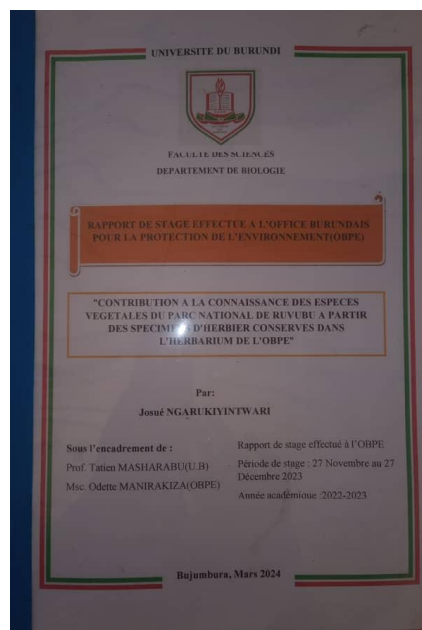 UNIVERSITE DU BURUNDI
FACULTE DES SCIENCES
DEPARTEMENT DE BIOLOGIE
RAPPORT DE STAGE EFFECTUE A L'OFFICE BURUNDAIS
POUR LA PROTECTION DE L'ENVIRONNEMENT(OBPE)
"CONTRIBUTION A LA CONNAISSANCE DES ESPECES
VEGETALES DU PARC NATIONAL DE RUVUBU A PARTIR
DES SPECIMENS D'HERBIER CONSERVES DANS
L'HERBARIUM DE L'OBPE"
Par:
Josué NGARUKIYINTWARI
Sous l'encadrement de :
Prof. Tatien MASHARABU(U.B)
Msc. Odette MANIRAKIZA(OBPE)
Rapport de stage effectué à l'OBPE
Période de stage : 27 Novembre au 27
Décembre 2023
Année académique :2022-2023
Bujumbura, Mars 2024